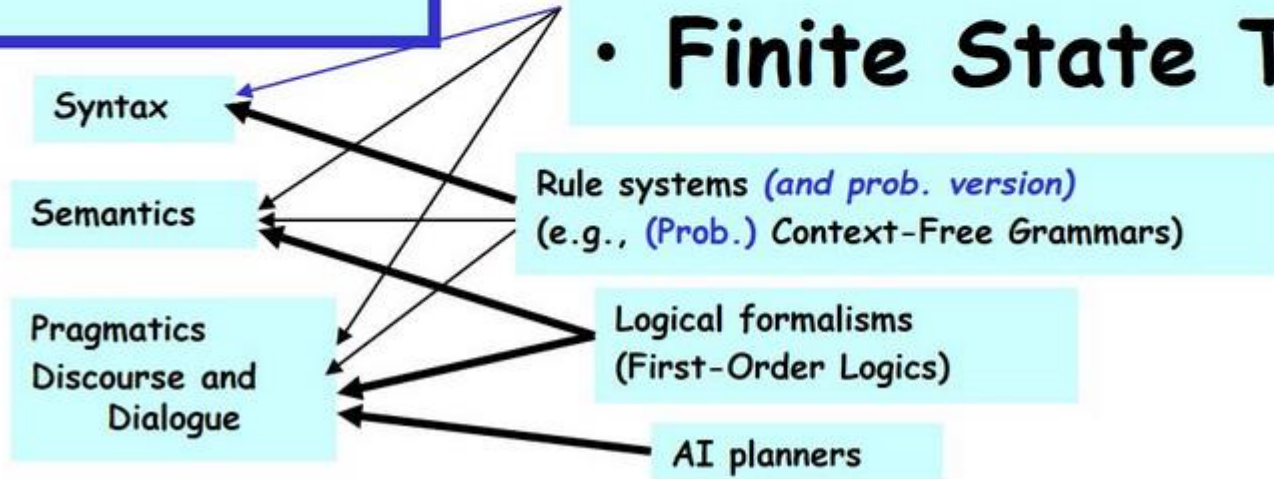 • Finite State T
Syntax
Rule systems (and prob. version)
(e.g., (Prob.) Context-Free Grammars)
Semantics
Logical formalisms
(First-Order Logics)
Pragmatics
Discourse and
Dialogue
AI planners